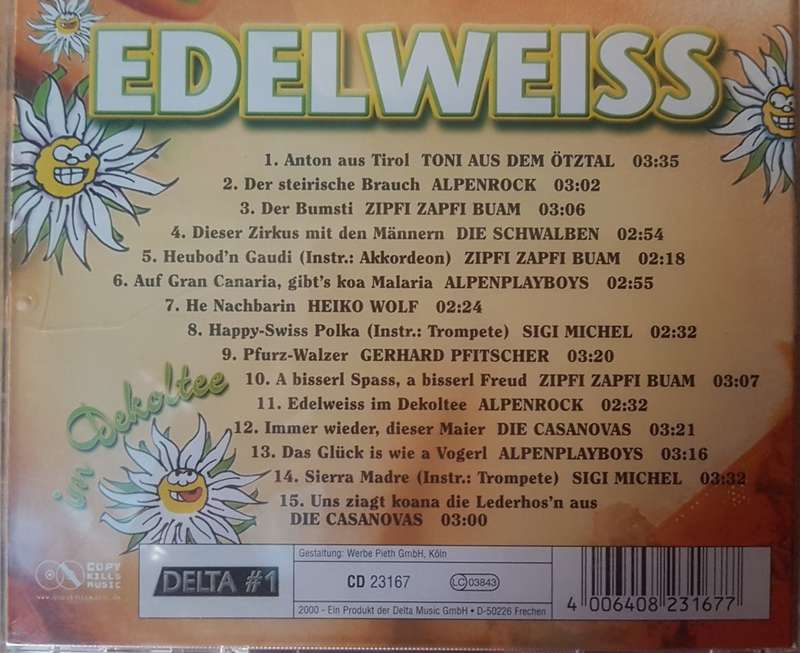 EDELWEISS
1. Anton aus Tirol TONI AUS DEM ÖTZTAL 03:35
2. Der steirische Brauch ALPENROCK 03:02
3. Der Bumsti ZIPFI ZAPFI BUAM 03:06
4. Dieser Zirkus mit den Männern DIE SCHWALBEN 02:54
5. Heubod'n Gaudi (Instr.: Akkordeon) ZIPFI ZAPFI BUAM 02:18
6. Auf Gran Canaria, gibt's koa Malaria ALPENPLAYBOYS 02:55
7. He Nachbarin HEIKO WOLF 02:24
8. Happy-Swiss Polka (Instr.: Trompete) SIGI MICHEL 02:32
9. Pfurz-Walzer GERHARD PFITSCHER 03:20
10. A bisserl Spass, a bisserl Freud ZIPFI ZAPFI BUAM 03:07
11. Edelweiss im Dekoltee ALPENROCK 02:32
12. Immer wieder, dieser Maier DIE CASANOVAS 03:21
13. Das Glück is wie a Vogerl ALPENPLAYBOYS 03:16
14. Sierra Madre (Instr.: Trompete) SIGI MICHEL 03:32
15. Uns ziagt koana die Lederhos'n aus
DIE CASANOVAS 03:00
im Dekoltee
COPY
KILLS
MUSIC
DELTA #1
Gestaltung: Werbe Pieth GmbH, Köln
CD 23167
LC 03843
2000 - Ein Produkt der Delta Music GmbH • D-50226 Frechen
4 006408 231677